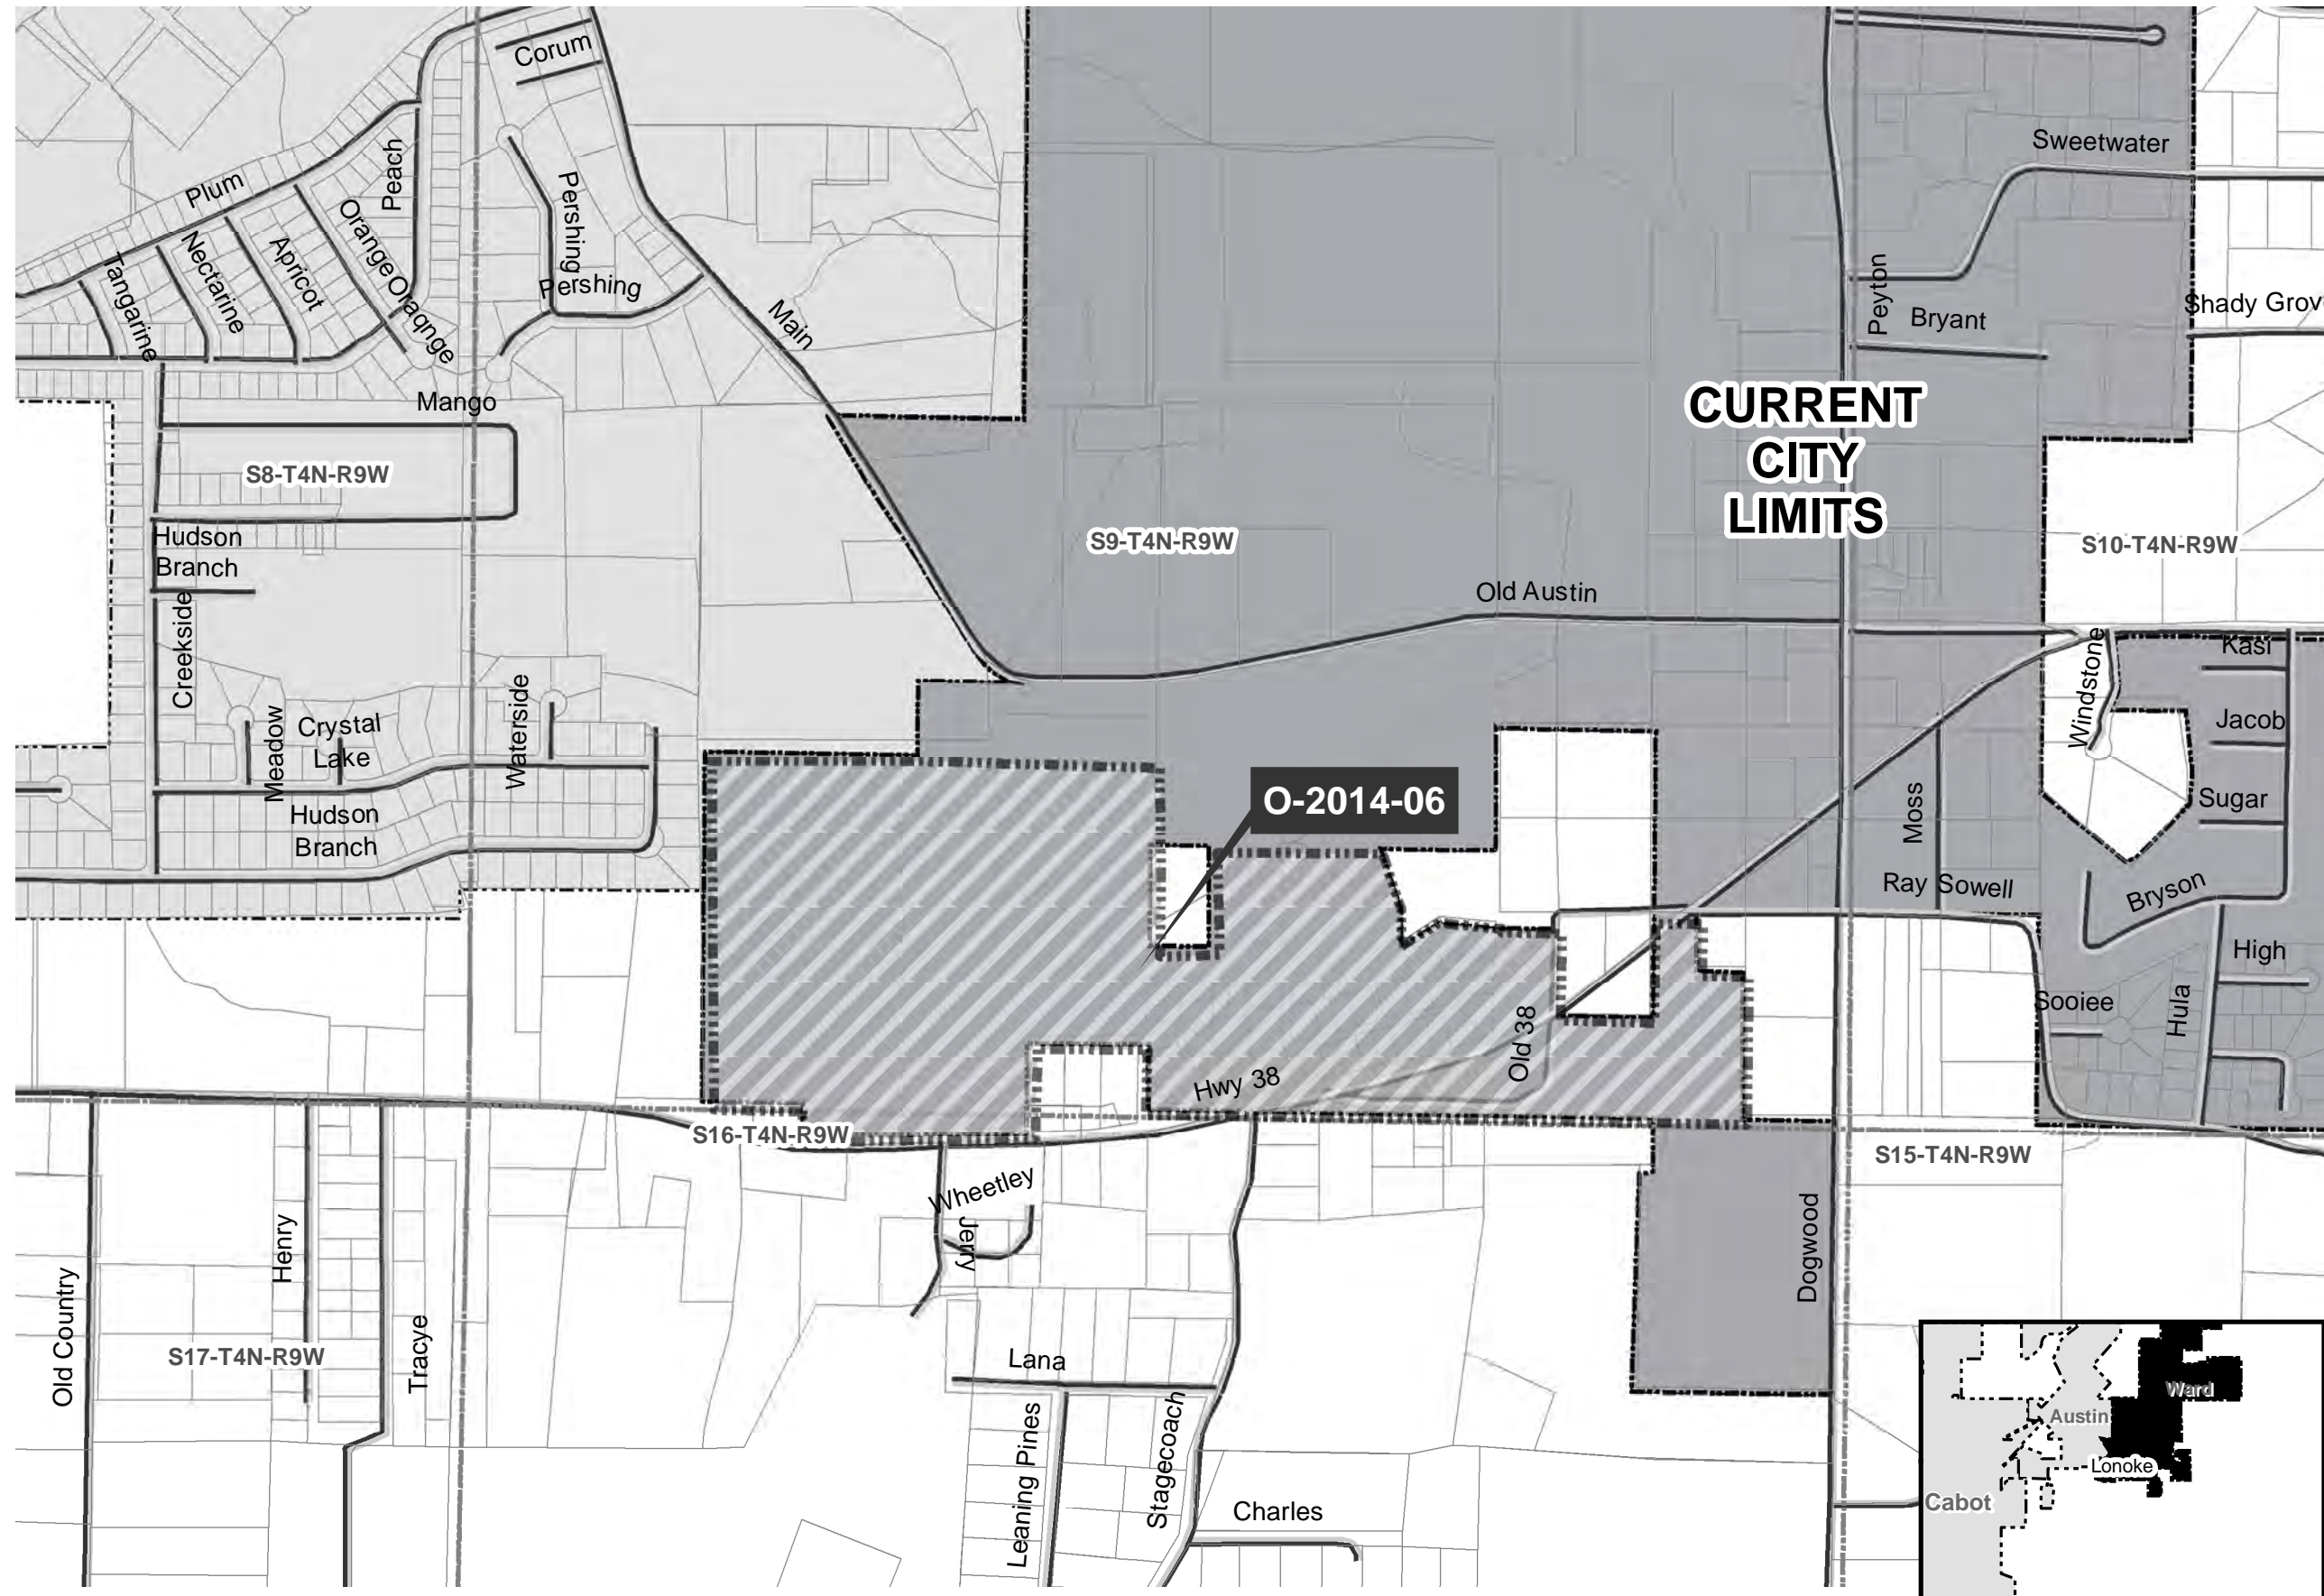 Corum
Sweetwater
Peach
Plum
Pershing
Orange
Oraqnge
Nectarine
Apricot
Tangarine
Pershing
Peyton
Shady Grov
Main
Bryant
Mango
CURRENT
CITY
LIMITS
S8-T4N-R9W
S9-T4N-R9W
S10-T4N-R9W
Hudson
Branch
Old Austin
Creekside
Windstone
Kasi
Meadow
Crystal
Lake
Waterside
Jacob
O-2014-06
Moss
Sugar
Hudson
Branch
Ray Sowell
Bryson
High
Sooiee
Hula
Old 38
Hwy 38
S16-T4N-R9W
S15-T4N-R9W
Wheetley
Jerry
Henry
Dogwood
Old Country
S17-T4N-R9W
Tracye
Lana
Leaning Pines
Stagecoach
Charles
Ward
Austin
Lonoke
Cabot